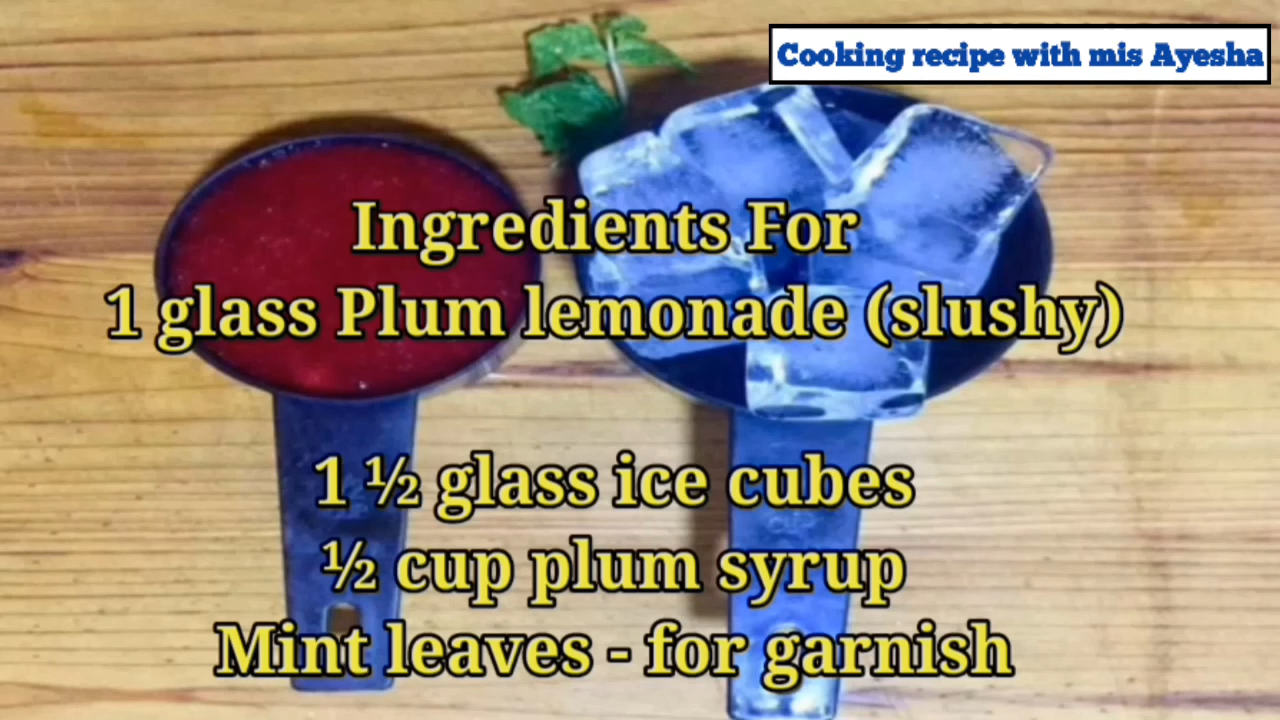 Cooking recipe with mis Ayesha
Ingredients For
1 glass Plum lemonade (slushy)
1 ½ glass ice cubes
½ cup plum syrup
Mint leaves - for garnish